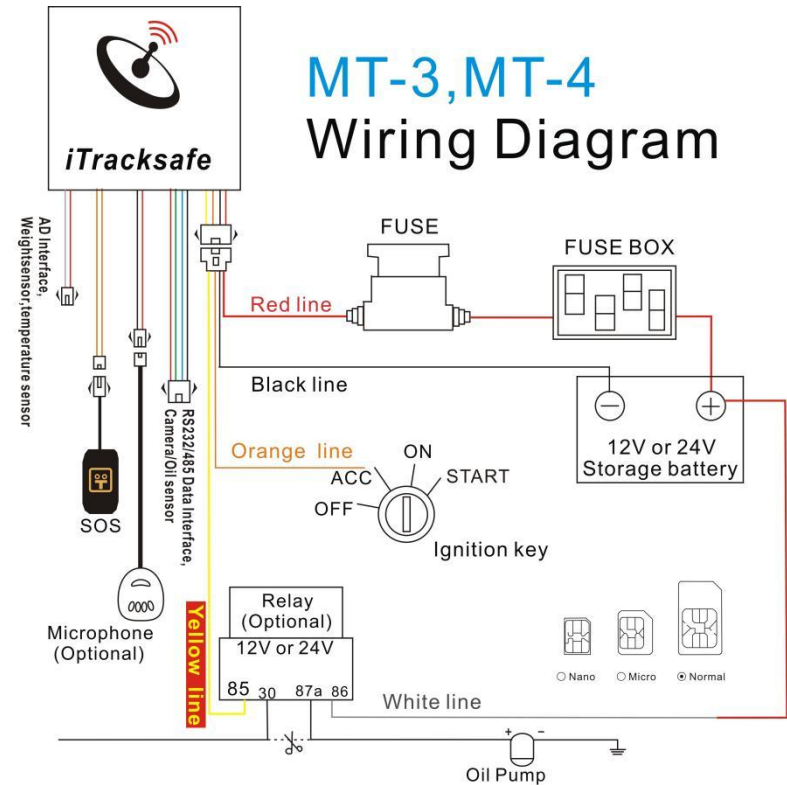 MT-3,MT-4
Wiring Diagram
iTracksafe
AD Interface,
Weightsensor,temperature sensor
SOS
Microphone
(Optional)
RS232/485 Data Interface,
Camera/Oil sensor
FUSE
FUSE BOX
Red line
Black line
12V or 24V
Storage battery
Orange line
OFF
ACC
ON
START
Ignition key
Yellow line
Relay
(Optional)
12V or 24V
85 30 87a 86
White line
Nano
Micro
Normal
+ −
Oil Pump